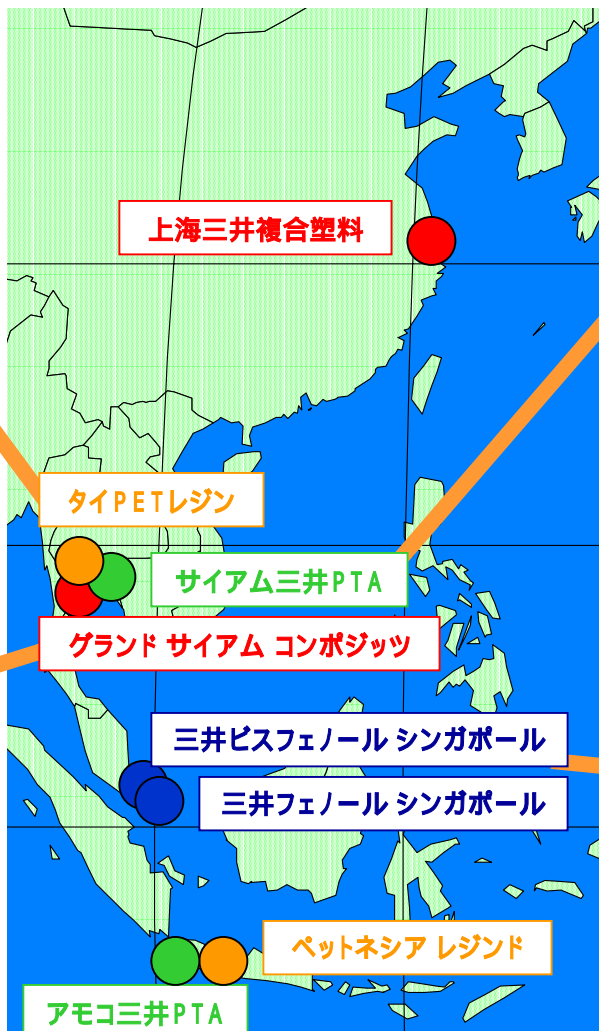 上海三井複合塑料
タイPETレジン
サイアム三井PTA
グランド サイアム コンポジッツ
三井ビスフェノール シンガポール
三井フェノール シンガポール
ペットネシア レジンド
アモコ三井PTA